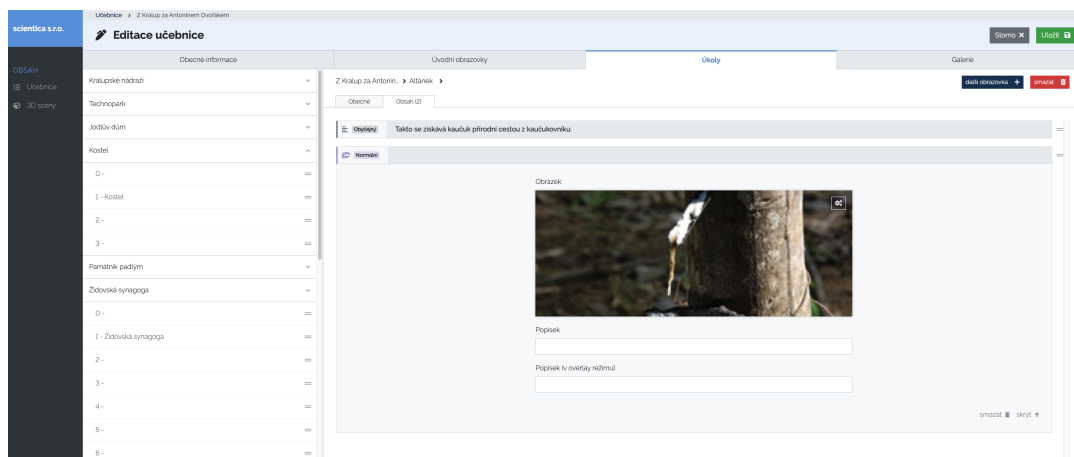 Učebnice > Z Kralup za Antonínem Dvořákem
scientica s.r.o.
Editace učebnice
Storno ×
Uložit
Obecné informace
Úvodní obrazovky
Úkoly
Galerie
OBSAH
Učebnice
3D scény
Kralupské nádraží
Technopark
Jodlův dům
Kostel
0 -
1 - Kostel
2 -
3 -
Památník padlým
Židovská synagoga
0 -
1 - Židovská synagoga
2 -
3 -
4 -
5 -
6 -
Z Kralup za Antonín.. > Altánek >
další obrazovka +
smazat
Obecné
Obsah (2)
Obyčejný
Takto se získává kaučuk přírodní cestou z kaučukovníku:
Normální
Obrázek
Popisek
Popisek (v overlay režimu)
smazat
skrýt